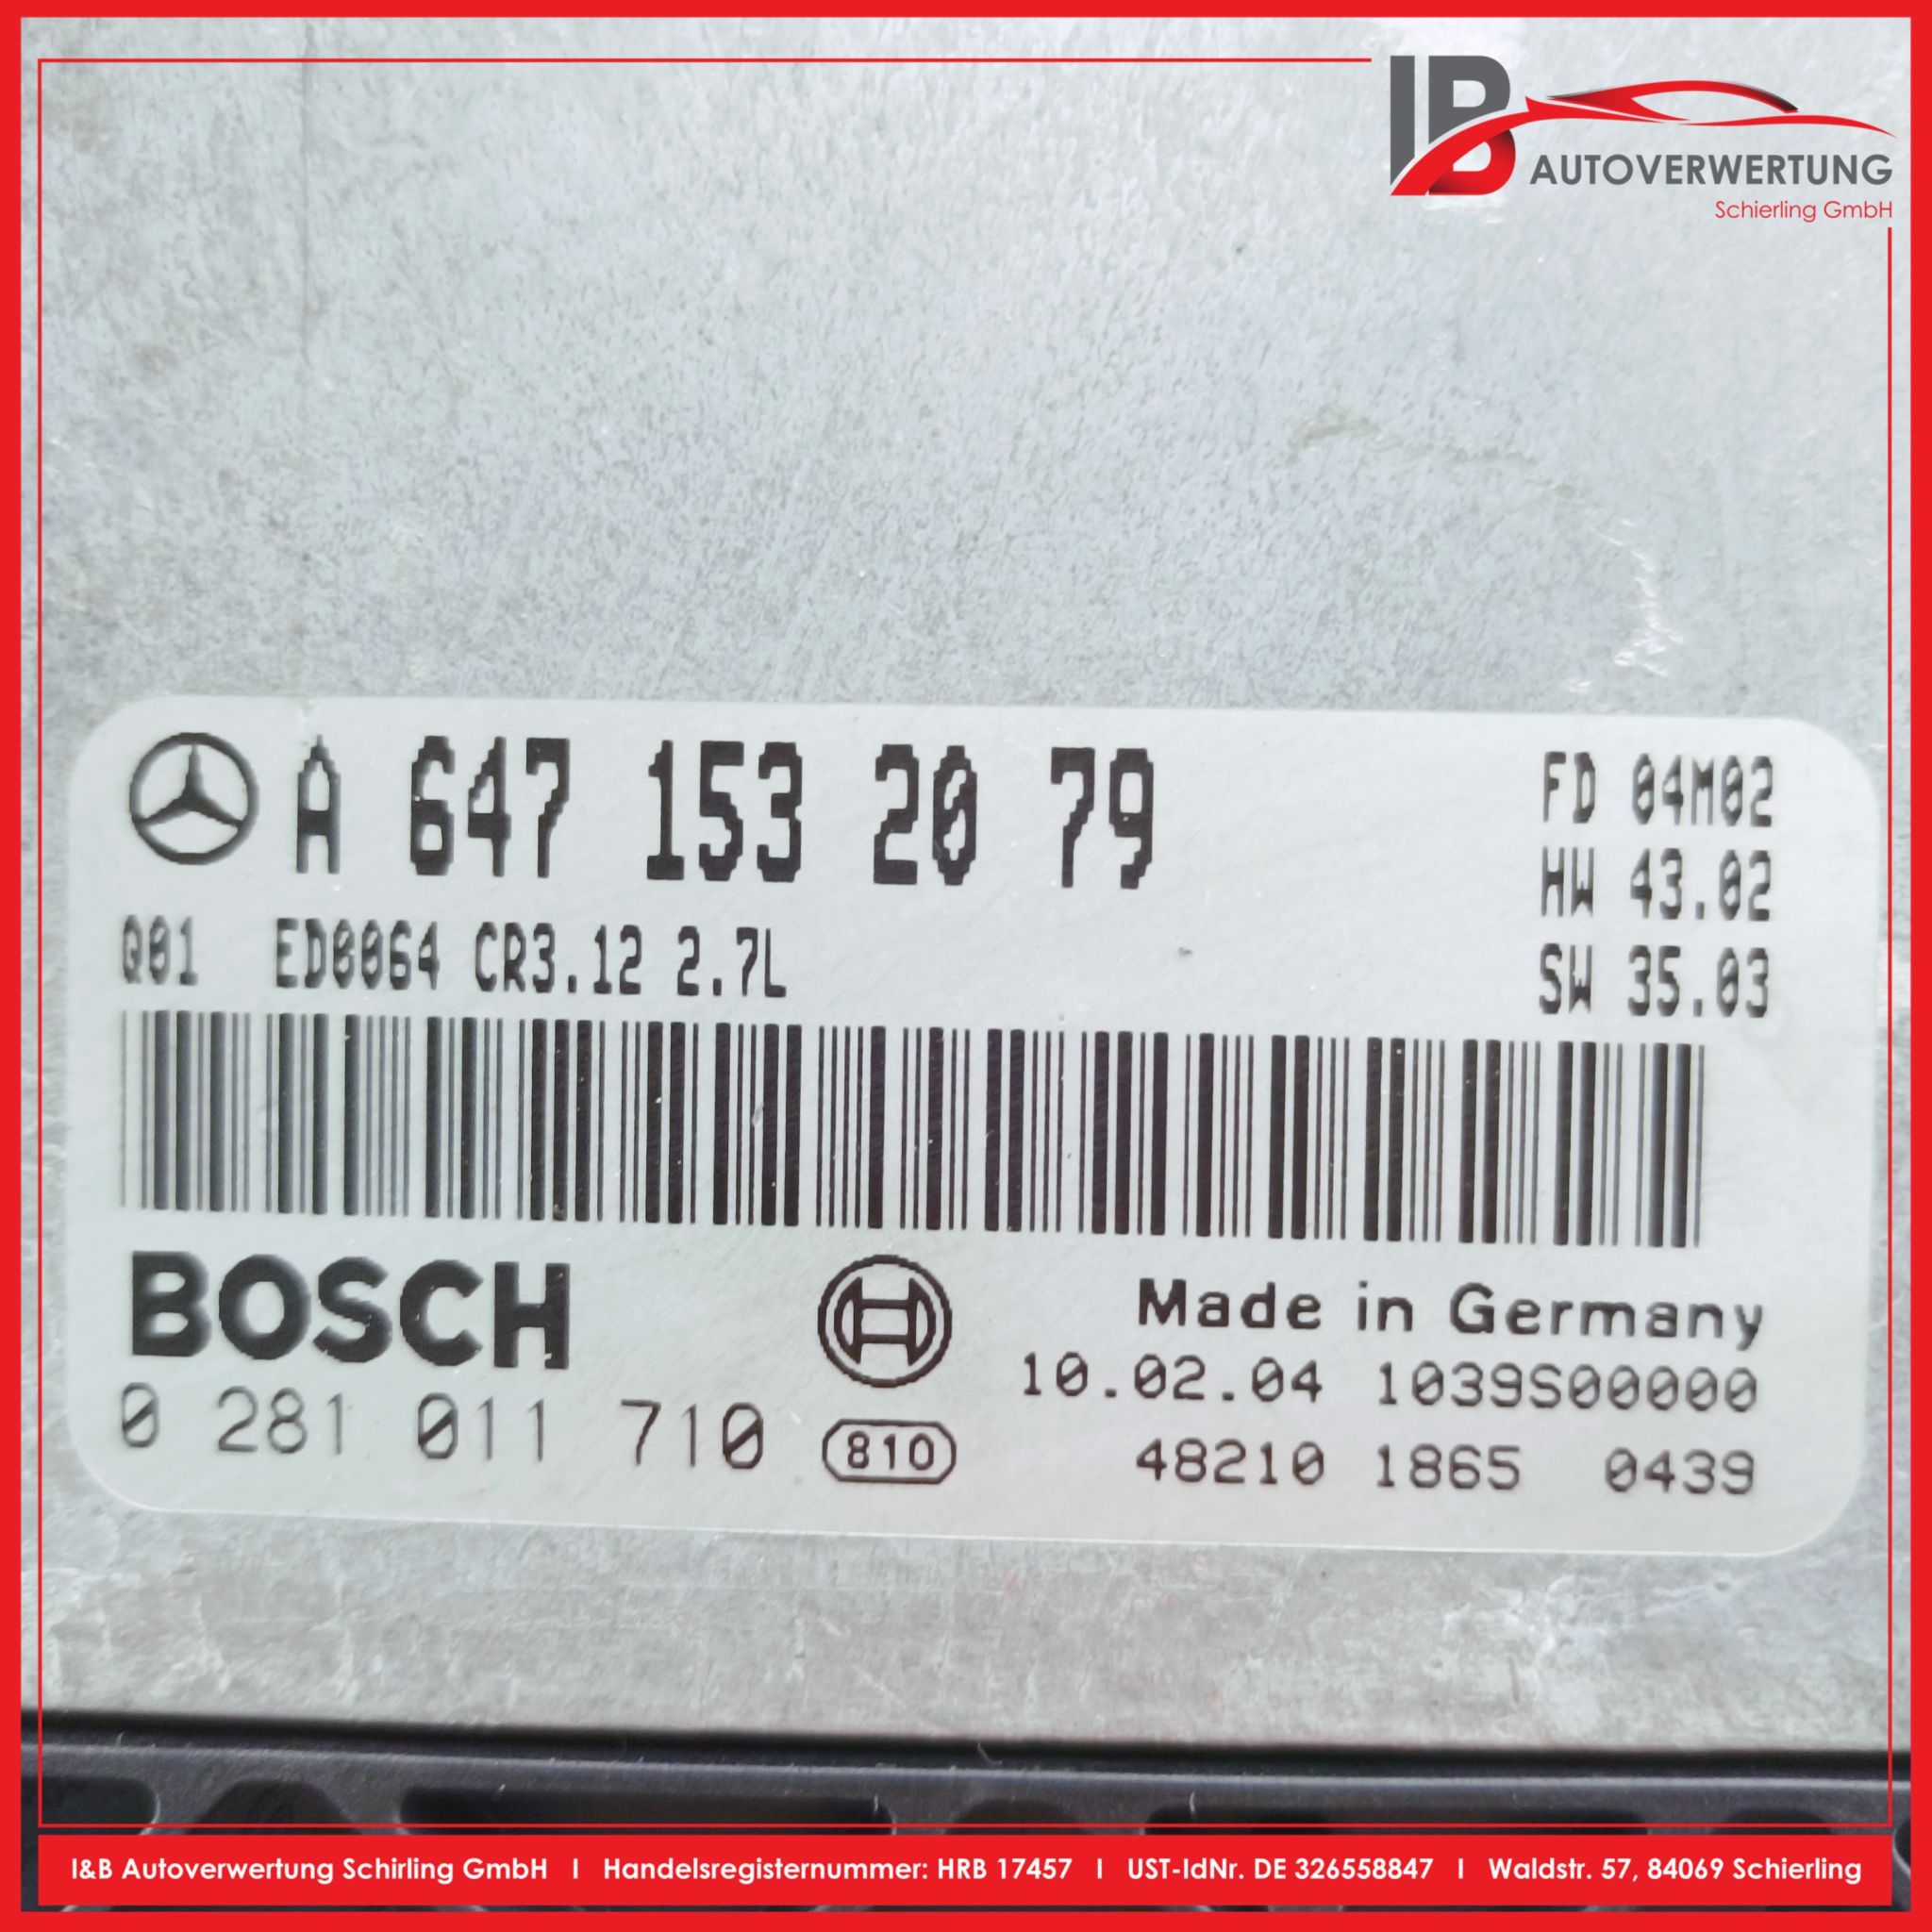 IB
AUTOVERWERTUNG
Schierling GmbH
A 647 153 20 79
FD 04M02
HW 43.02
Q01 ED0064 CR3.12 2.7L
SW 35.03
BOSCH
Made in Germany
10.02.04 1039S00000
0 281 011 710
810
48210 1865 0439
I&B Autoverwertung Schirling GmbH I Handelsregisternummer: HRB 17457 I UST-IdNr. DE 326558847 I Waldstr. 57, 84069 Schierling